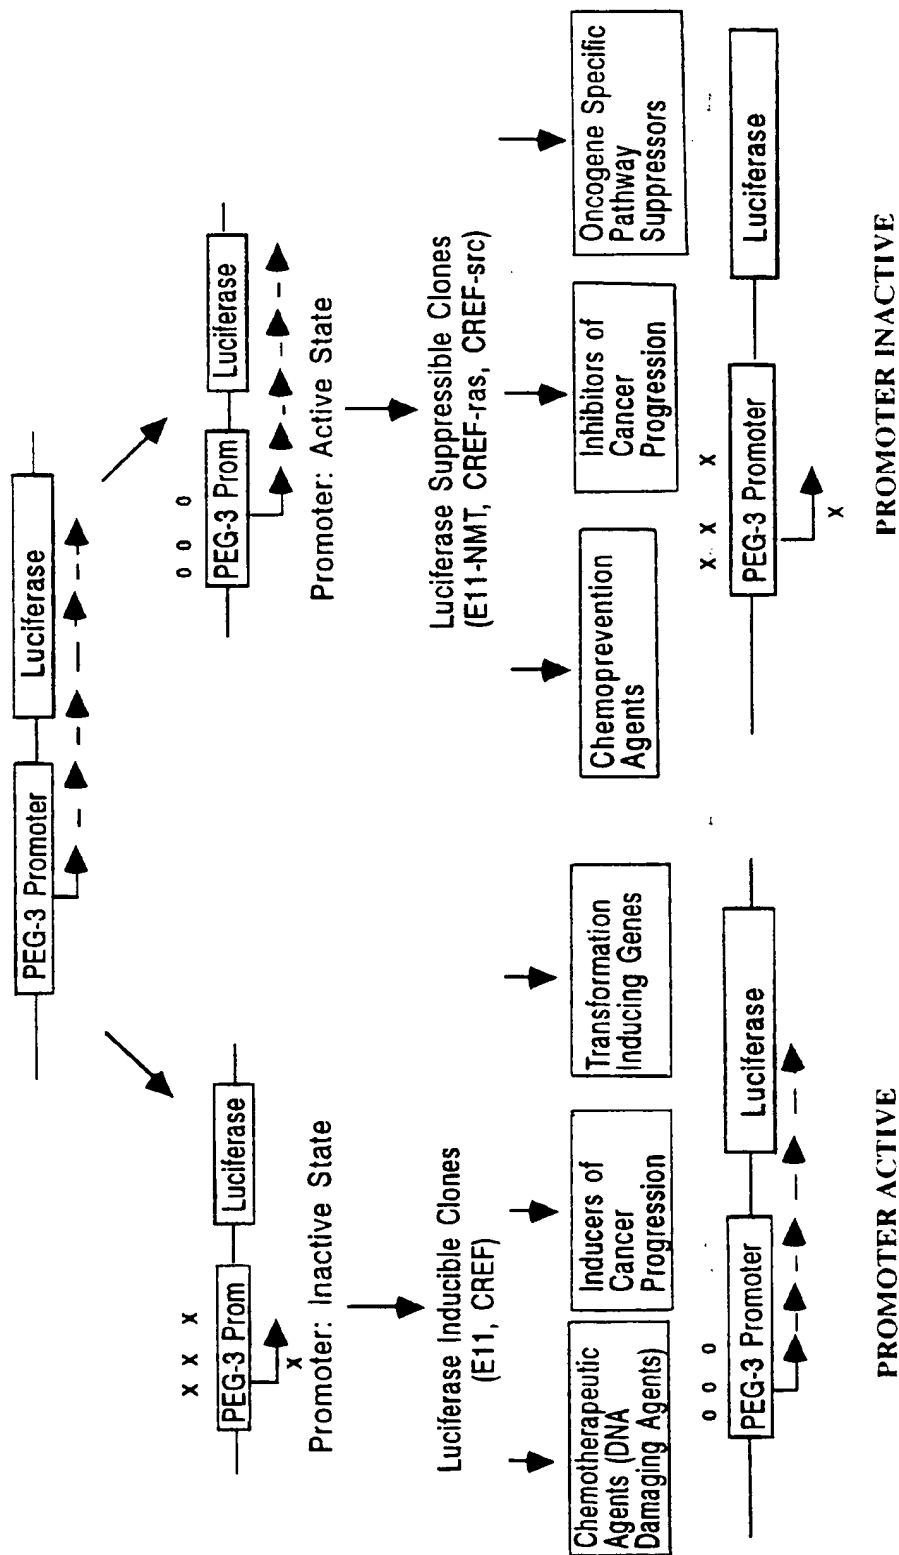 PEG-3 Promoter
Luciferase
X X X
PEG-3 Prom
Luciferase
X
Promoter: Inactive State
Luciferase Inducible Clones
(E11, CREF)
Chemotherapeutic
Agents (DNA
Damaging Agents)
Inducers of
Cancer
Progression
Transformation
Inducing Genes
o o o
PEG-3 Promoter
Luciferase
PROMOTER ACTIVE
o o o
PEG-3 Prom
Luciferase
Promoter: Active State
Luciferase Suppressible Clones
(E11-NMT, CREF-ras, CREF-src)
Chemoprevention
Agents
Inhibitors of
Cancer
Progression
Oncogene Specific
Pathway
Suppressors
X X X
PEG-3 Promoter
Luciferase
X
PROMOTER INACTIVE